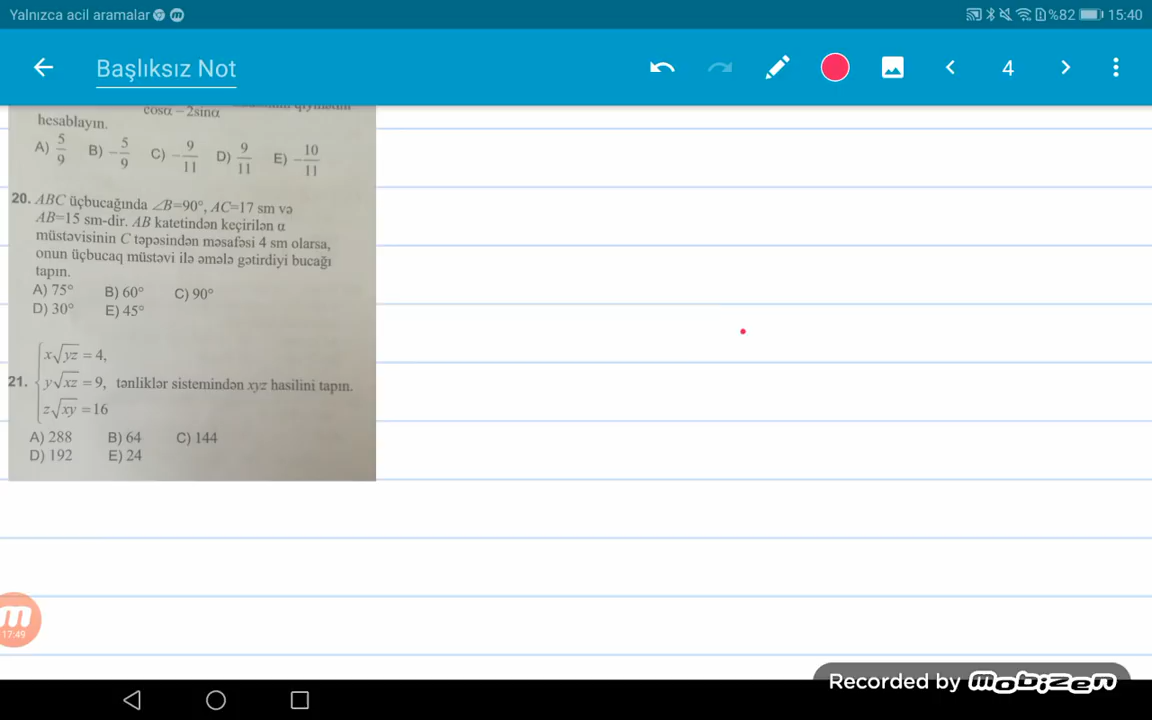 Yalnızca acil aramalar
%82 15:40
Başlıksız Not
4
cosα − 2sinα
hesablayın.
A) 5/9 B) −5/9 C) −9/11 D) 9/11 E) −10/11
20. ABC üçbucağında ∠B=90°, AC=17 sm və
AB=15 sm-dir. AB katetindən keçirilən α
müstəvisinin C təpəsindən məsafəsi 4 sm olarsa,
onun üçbucaq müstəvi ilə əmələ gətirdiyi bucağı
tapın.
A) 75° B) 60° C) 90°
D) 30° E) 45°
x√yz = 4,
21. y√xz = 9, tənliklər sistemindən xyz hasilini tapın.
z√xy = 16
A) 288 B) 64 C) 144
D) 192 E) 24
m
17:49
Recorded by mobizen